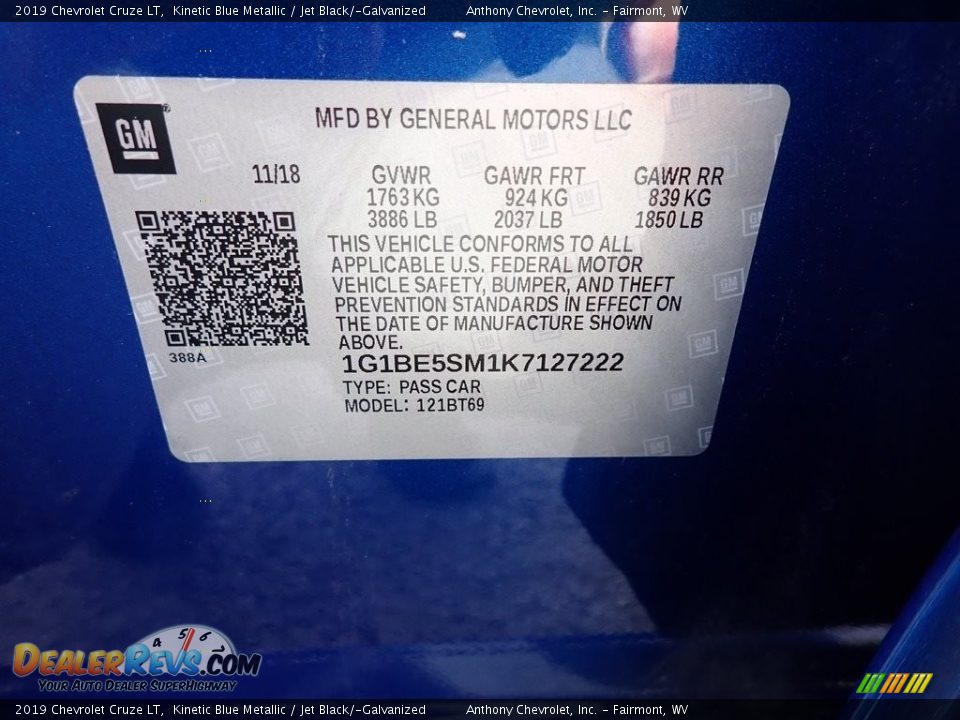 2019 Chevrolet Cruze LT, Kinetic Blue Metallic / Jet Black/-Galvanized Anthony Chevrolet, Inc. - Fairmont, WV
GM
MFD BY GENERAL MOTORS LLC
11/18 GVWR GAWR FRT GAWR RR
1763 KG 924 KG 839 KG
3886 LB 2037 LB 1850 LB
THIS VEHICLE CONFORMS TO ALL
APPLICABLE U.S. FEDERAL MOTOR
VEHICLE SAFETY, BUMPER, AND THEFT
PREVENTION STANDARDS IN EFFECT ON
THE DATE OF MANUFACTURE SHOWN
ABOVE.
388A
1G1BE5SM1K7127222
TYPE: PASS CAR
MODEL: 121BT69
4 5 6
DealerRevs.com
Your Auto Dealer SuperHighway
2019 Chevrolet Cruze LT, Kinetic Blue Metallic / Jet Black/-Galvanized Anthony Chevrolet, Inc. - Fairmont, WV